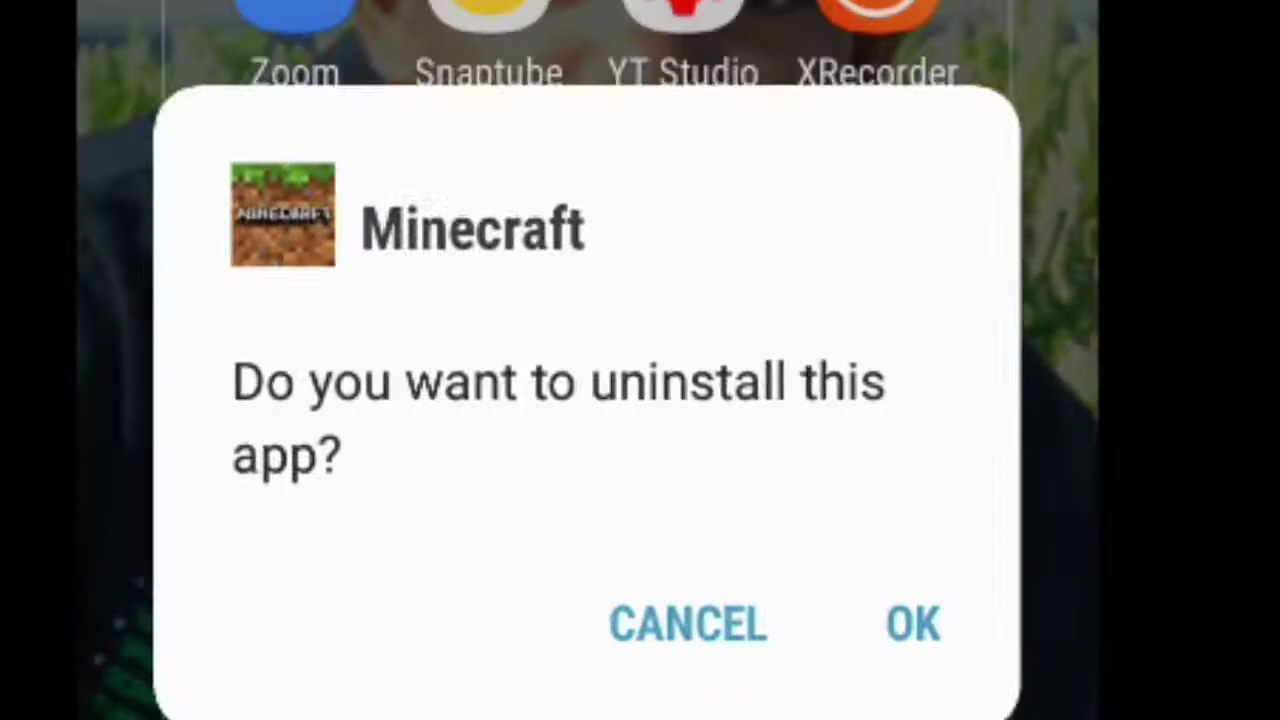 Zoom Snaptube YT Studio XRecorder
MINECRAFT
Minecraft
Do you want to uninstall this
app?
CANCEL OK